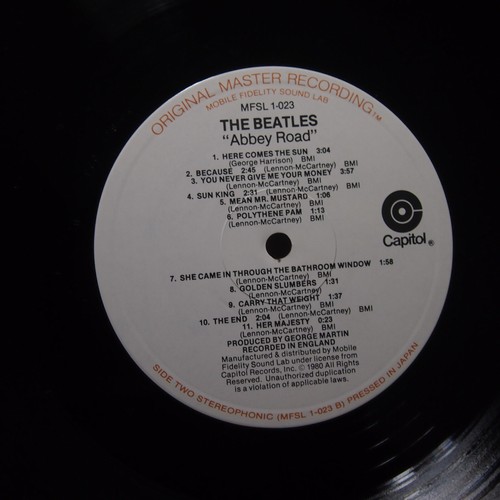 ORIGINAL MASTER RECORDING TM
MOBILE FIDELITY SOUND LAB
MFSL 1-023
THE BEATLES
"Abbey Road"
1. HERE COMES THE SUN 3:04
(George Harrison) BMI
2. BECAUSE 2:45 (Lennon-McCartney) BMI
3. YOU NEVER GIVE ME YOUR MONEY 3:57
(Lennon-McCartney) BMI
4. SUN KING 2:31 (Lennon-McCartney) BMI
5. MEAN MR. MUSTARD 1:06
(Lennon-McCartney) BMI
6. POLYTHENE PAM 1:13
(Lennon-McCartney) BMI
Capitol ®
7. SHE CAME IN THROUGH THE BATHROOM WINDOW 1:58
(Lennon-McCartney) BMI
8. GOLDEN SLUMBERS 1:31
(Lennon-McCartney) BMI
9. CARRY THAT WEIGHT 1:37
(Lennon-McCartney) BMI
10. THE END 2:04 (Lennon-McCartney) BMI
11. HER MAJESTY 0:23
(Lennon-McCartney) BMI
PRODUCED BY GEORGE MARTIN
RECORDED IN ENGLAND
Manufactured & distributed by Mobile
Fidelity Sound Lab under license from
Capitol Records, Inc. © 1980 All Rights
Reserved. Unauthorized duplication
is a violation of applicable laws.
SIDE TWO STEREOPHONIC (MFSL 1-023 B) PRESSED IN JAPAN